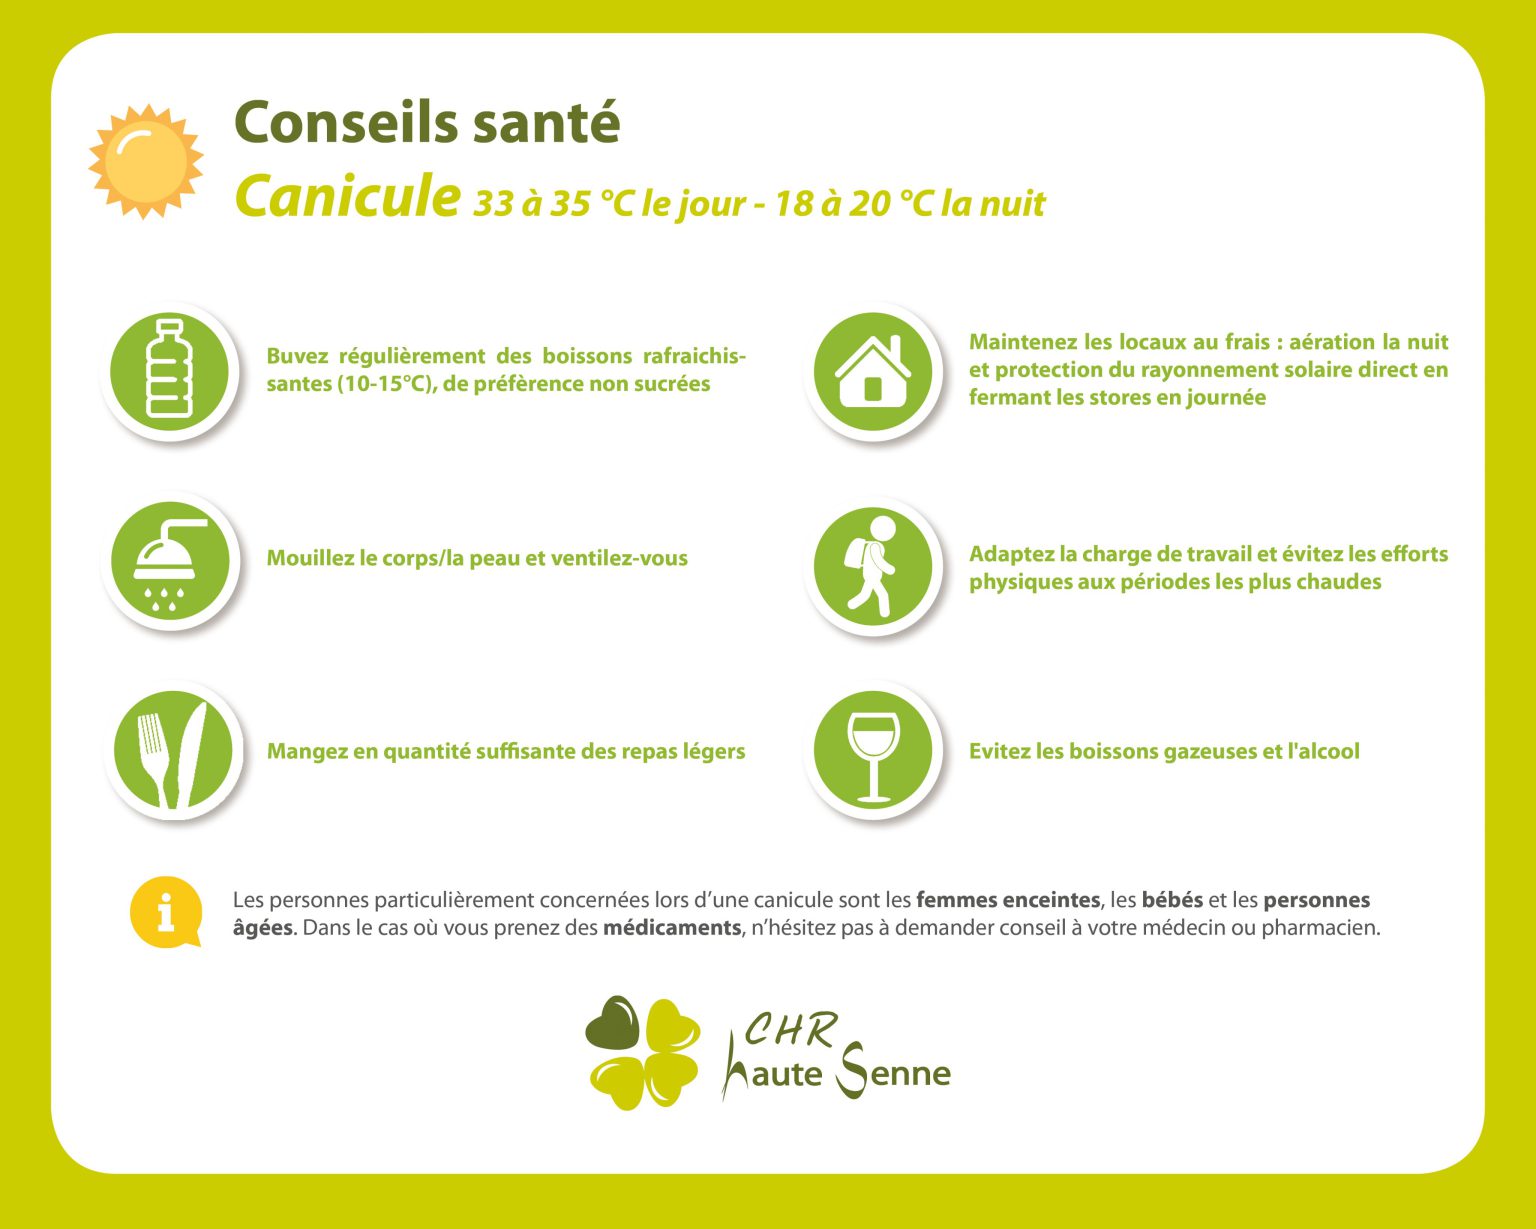 Conseils santé
Canicule 33 à 35 °C le jour - 18 à 20 °C la nuit
Buvez régulièrement des boissons rafraichis-
santes (10-15°C), de préfèrence non sucrées
Maintenez les locaux au frais : aération la nuit
et protection du rayonnement solaire direct en
fermant les stores en journée
Mouillez le corps/la peau et ventilez-vous
Adaptez la charge de travail et évitez les efforts
physiques aux périodes les plus chaudes
Mangez en quantité suffisante des repas légers
Evitez les boissons gazeuses et l'alcool
i
Les personnes particulièrement concernées lors d’une canicule sont les femmes enceintes, les bébés et les personnes
âgées. Dans le cas où vous prenez des médicaments, n’hésitez pas à demander conseil à votre médecin ou pharmacien.
CHR
haute Senne